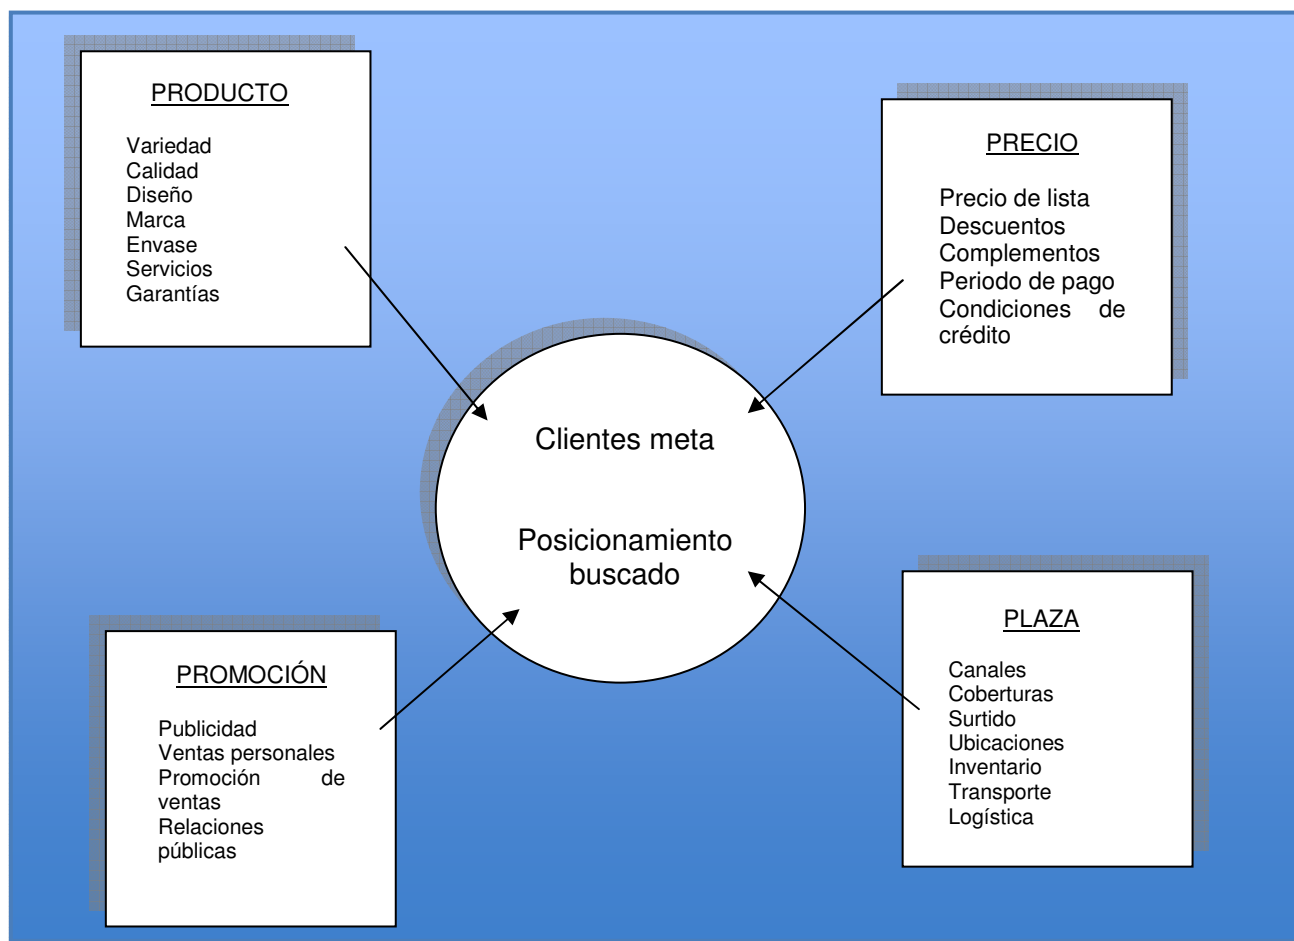 PRODUCTO
Variedad
Calidad
Diseño
Marca
Envase
Servicios
Garantías
PRECIO
Precio de lista
Descuentos
Complementos
Periodo de pago
Condiciones de
crédito
Clientes meta
Posicionamiento
buscado
PROMOCIÓN
Publicidad
Ventas personales
Promoción de
ventas
Relaciones
públicas
PLAZA
Canales
Coberturas
Surtido
Ubicaciones
Inventario
Transporte
Logística